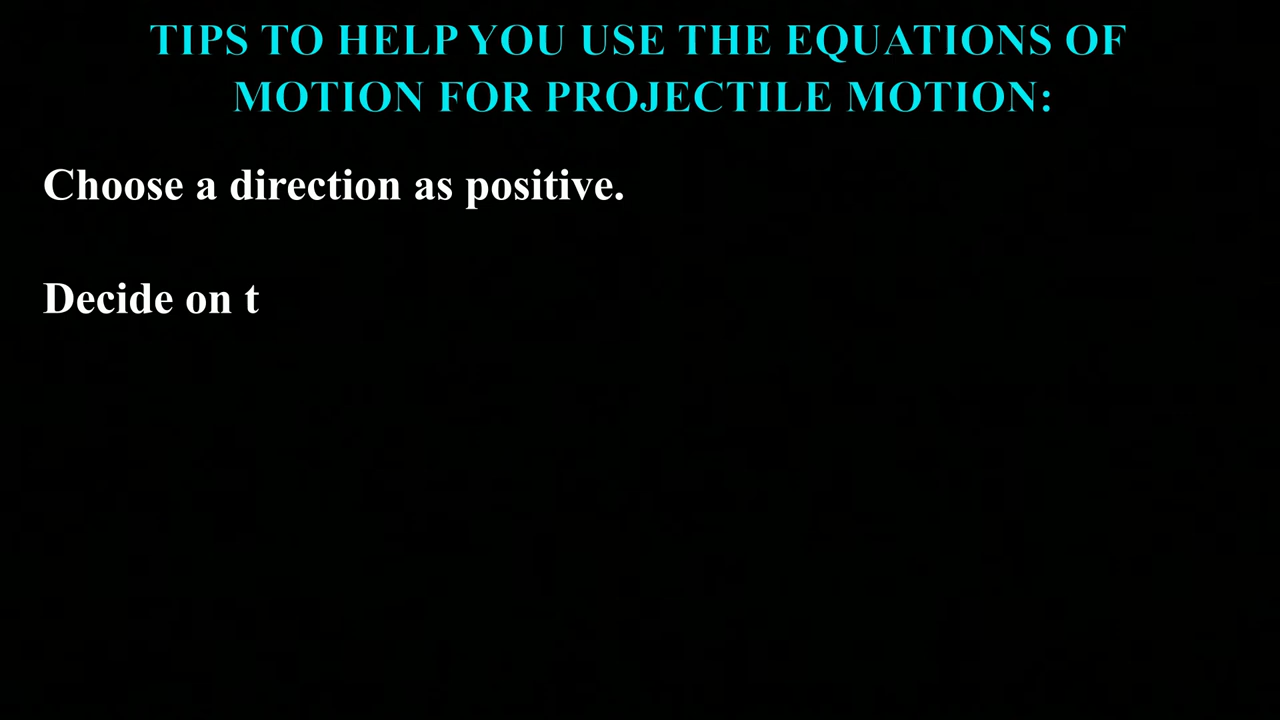 TIPS TO HELP YOU USE THE EQUATIONS OF
MOTION FOR PROJECTILE MOTION:
Choose a direction as positive.
Decide on t